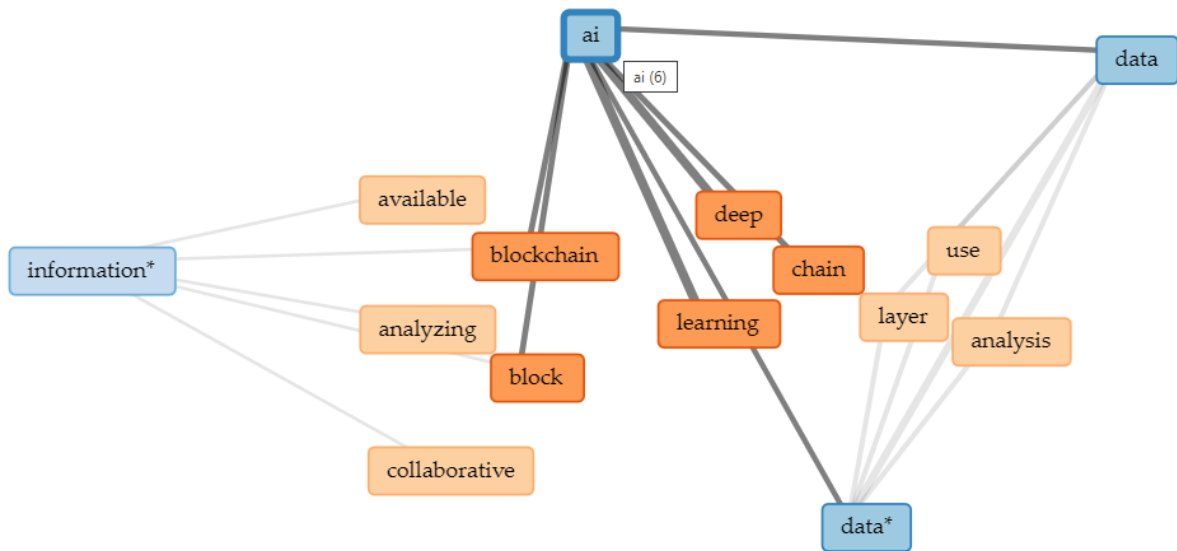 ai
data
ai (6)
available
deep
blockchain
use
information*
chain
layer
analyzing
learning
analysis
block
collaborative
data*